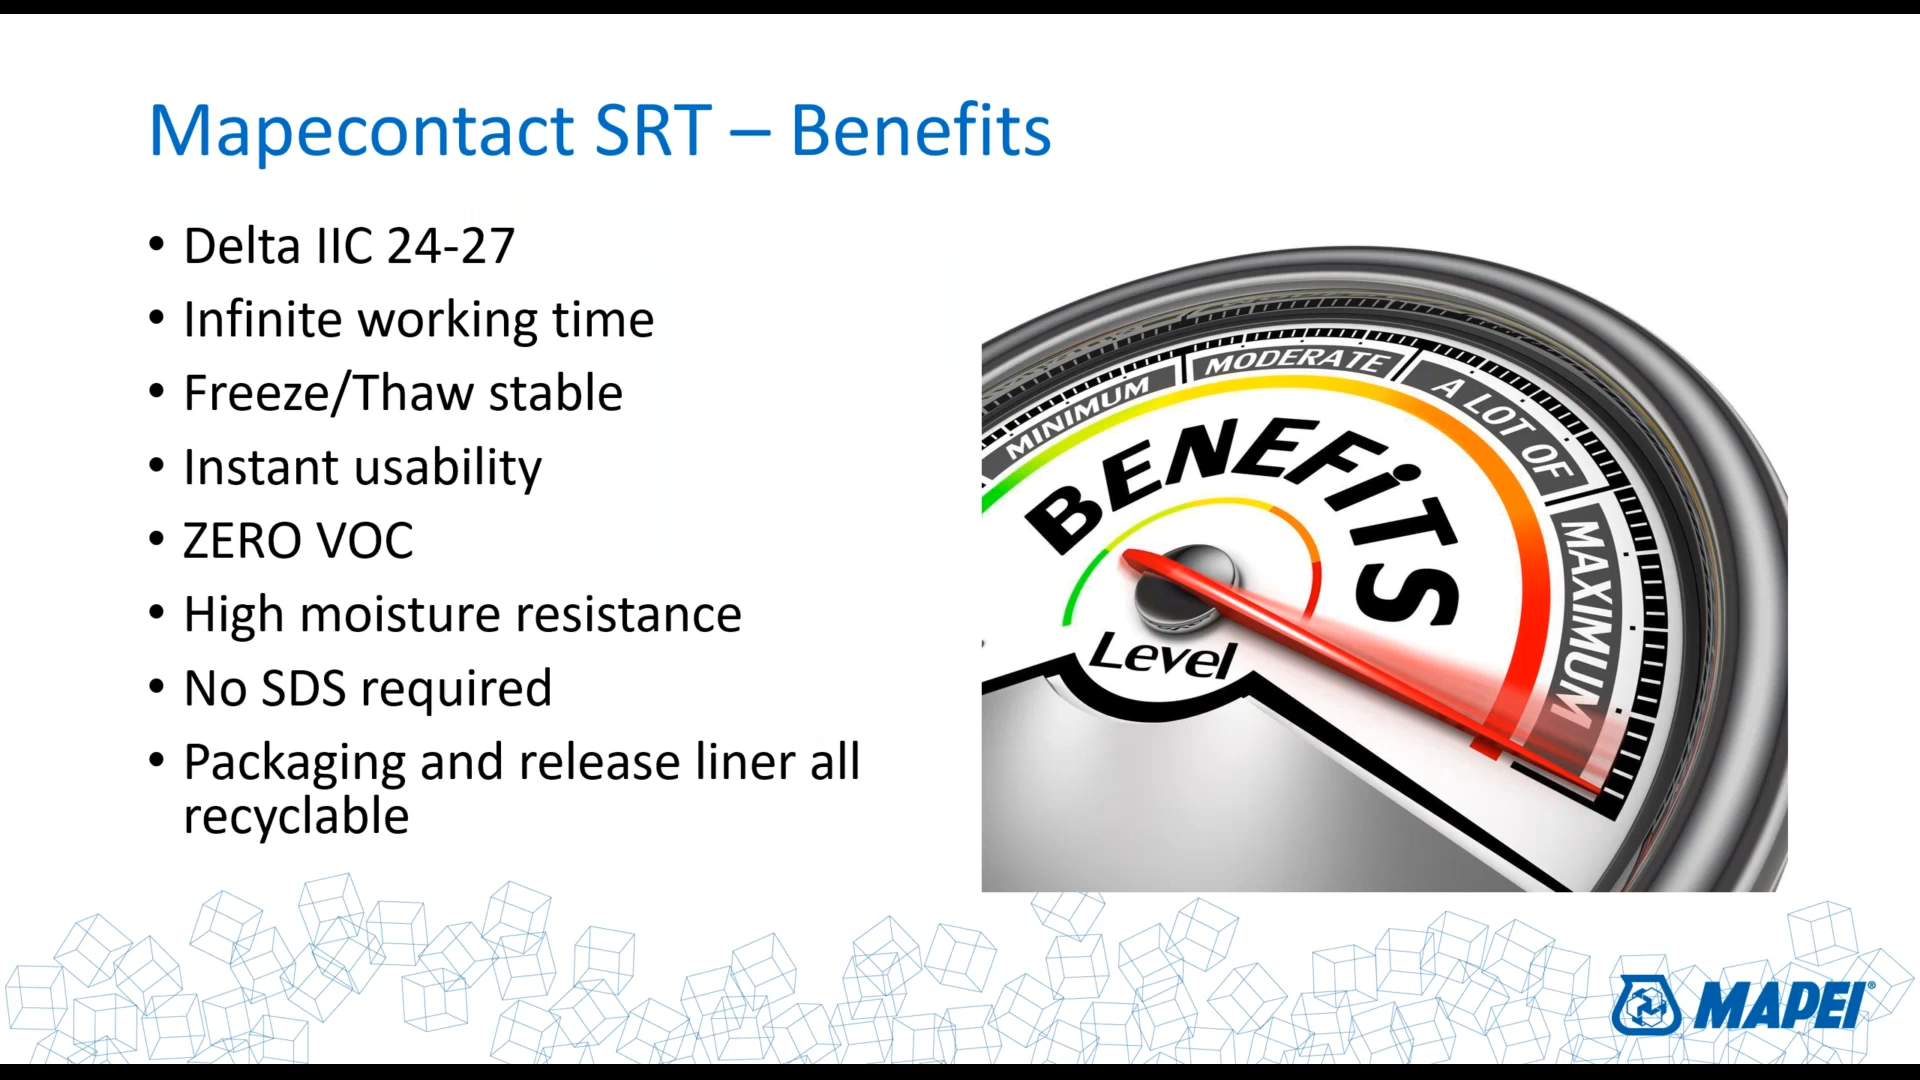 Mapecontact SRT – Benefits
• Delta IIC 24-27
• Infinite working time
• Freeze/Thaw stable
• Instant usability
• ZERO VOC
• High moisture resistance
• No SDS required
• Packaging and release liner all
recyclable
MINIMUM
MODERATE
A LOT OF
MAXIMUM
BENEFiTS
Level
MAPEI®